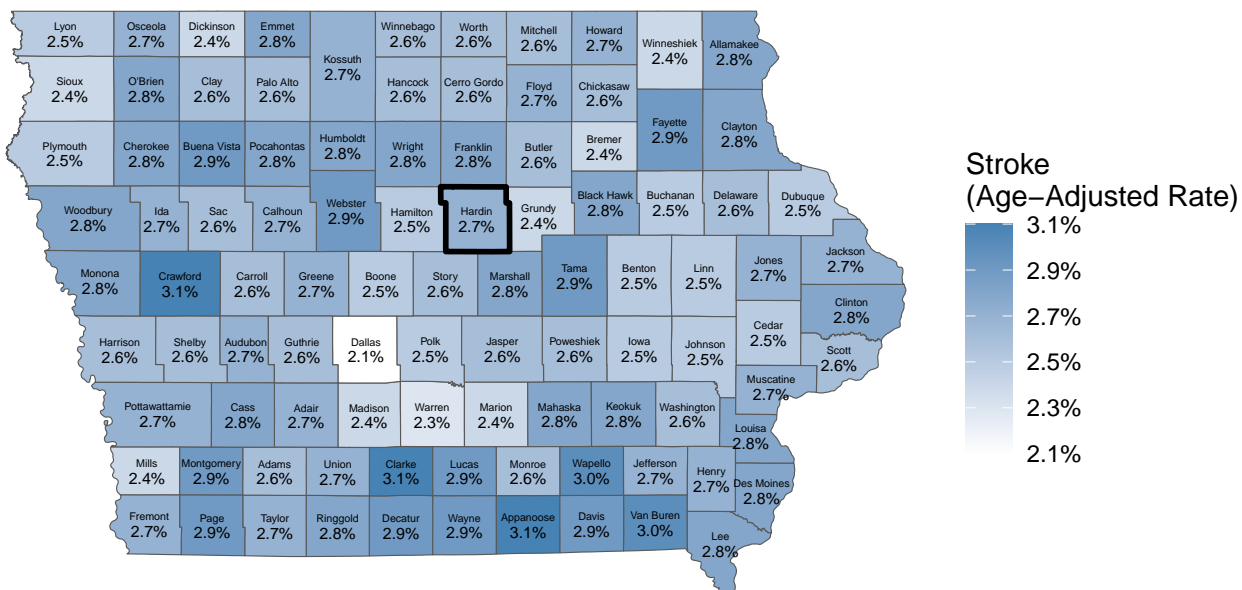 Lyon
2.5%
Osceola
2.7%
Dickinson
2.4%
Emmet
2.8%
Kossuth
2.7%
Winnebago
2.6%
Worth
2.6%
Mitchell
2.6%
Howard
2.7%
Winneshiek
2.4%
Allamakee
2.8%
Sioux
2.4%
O'Brien
2.8%
Clay
2.6%
Palo Alto
2.6%
Hancock
2.6%
Cerro Gordo
2.6%
Floyd
2.7%
Chickasaw
2.6%
Fayette
2.9%
Clayton
2.8%
Plymouth
2.5%
Cherokee
2.8%
Buena Vista
2.9%
Pocahontas
2.8%
Humboldt
2.8%
Wright
2.8%
Franklin
2.8%
Butler
2.6%
Bremer
2.4%
Woodbury
2.8%
Ida
2.7%
Sac
2.6%
Calhoun
2.7%
Webster
2.9%
Hamilton
2.5%
Hardin
2.7%
Grundy
2.4%
Black Hawk
2.8%
Buchanan
2.5%
Delaware
2.6%
Dubuque
2.5%
Monona
2.8%
Crawford
3.1%
Carroll
2.6%
Greene
2.7%
Boone
2.5%
Story
2.6%
Marshall
2.8%
Tama
2.9%
Benton
2.5%
Linn
2.5%
Jones
2.7%
Jackson
2.7%
Clinton
2.8%
Harrison
2.6%
Shelby
2.6%
Audubon
2.7%
Guthrie
2.6%
Dallas
2.1%
Polk
2.5%
Jasper
2.6%
Poweshiek
2.6%
Iowa
2.5%
Johnson
2.5%
Cedar
2.5%
Scott
2.6%
Muscatine
2.7%
Pottawattamie
2.7%
Cass
2.8%
Adair
2.7%
Madison
2.4%
Warren
2.3%
Marion
2.4%
Mahaska
2.8%
Keokuk
2.8%
Washington
2.6%
Louisa
2.8%
Mills
2.4%
Montgomery
2.9%
Adams
2.6%
Union
2.7%
Clarke
3.1%
Lucas
2.9%
Monroe
2.6%
Wapello
3.0%
Jefferson
2.7%
Henry
2.7%
Des Moines
2.8%
Fremont
2.7%
Page
2.9%
Taylor
2.7%
Ringgold
2.8%
Decatur
2.9%
Wayne
2.9%
Appanoose
3.1%
Davis
2.9%
Van Buren
3.0%
Lee
2.8%
Stroke
(Age−Adjusted Rate)
3.1%
2.9%
2.7%
2.5%
2.3%
2.1%